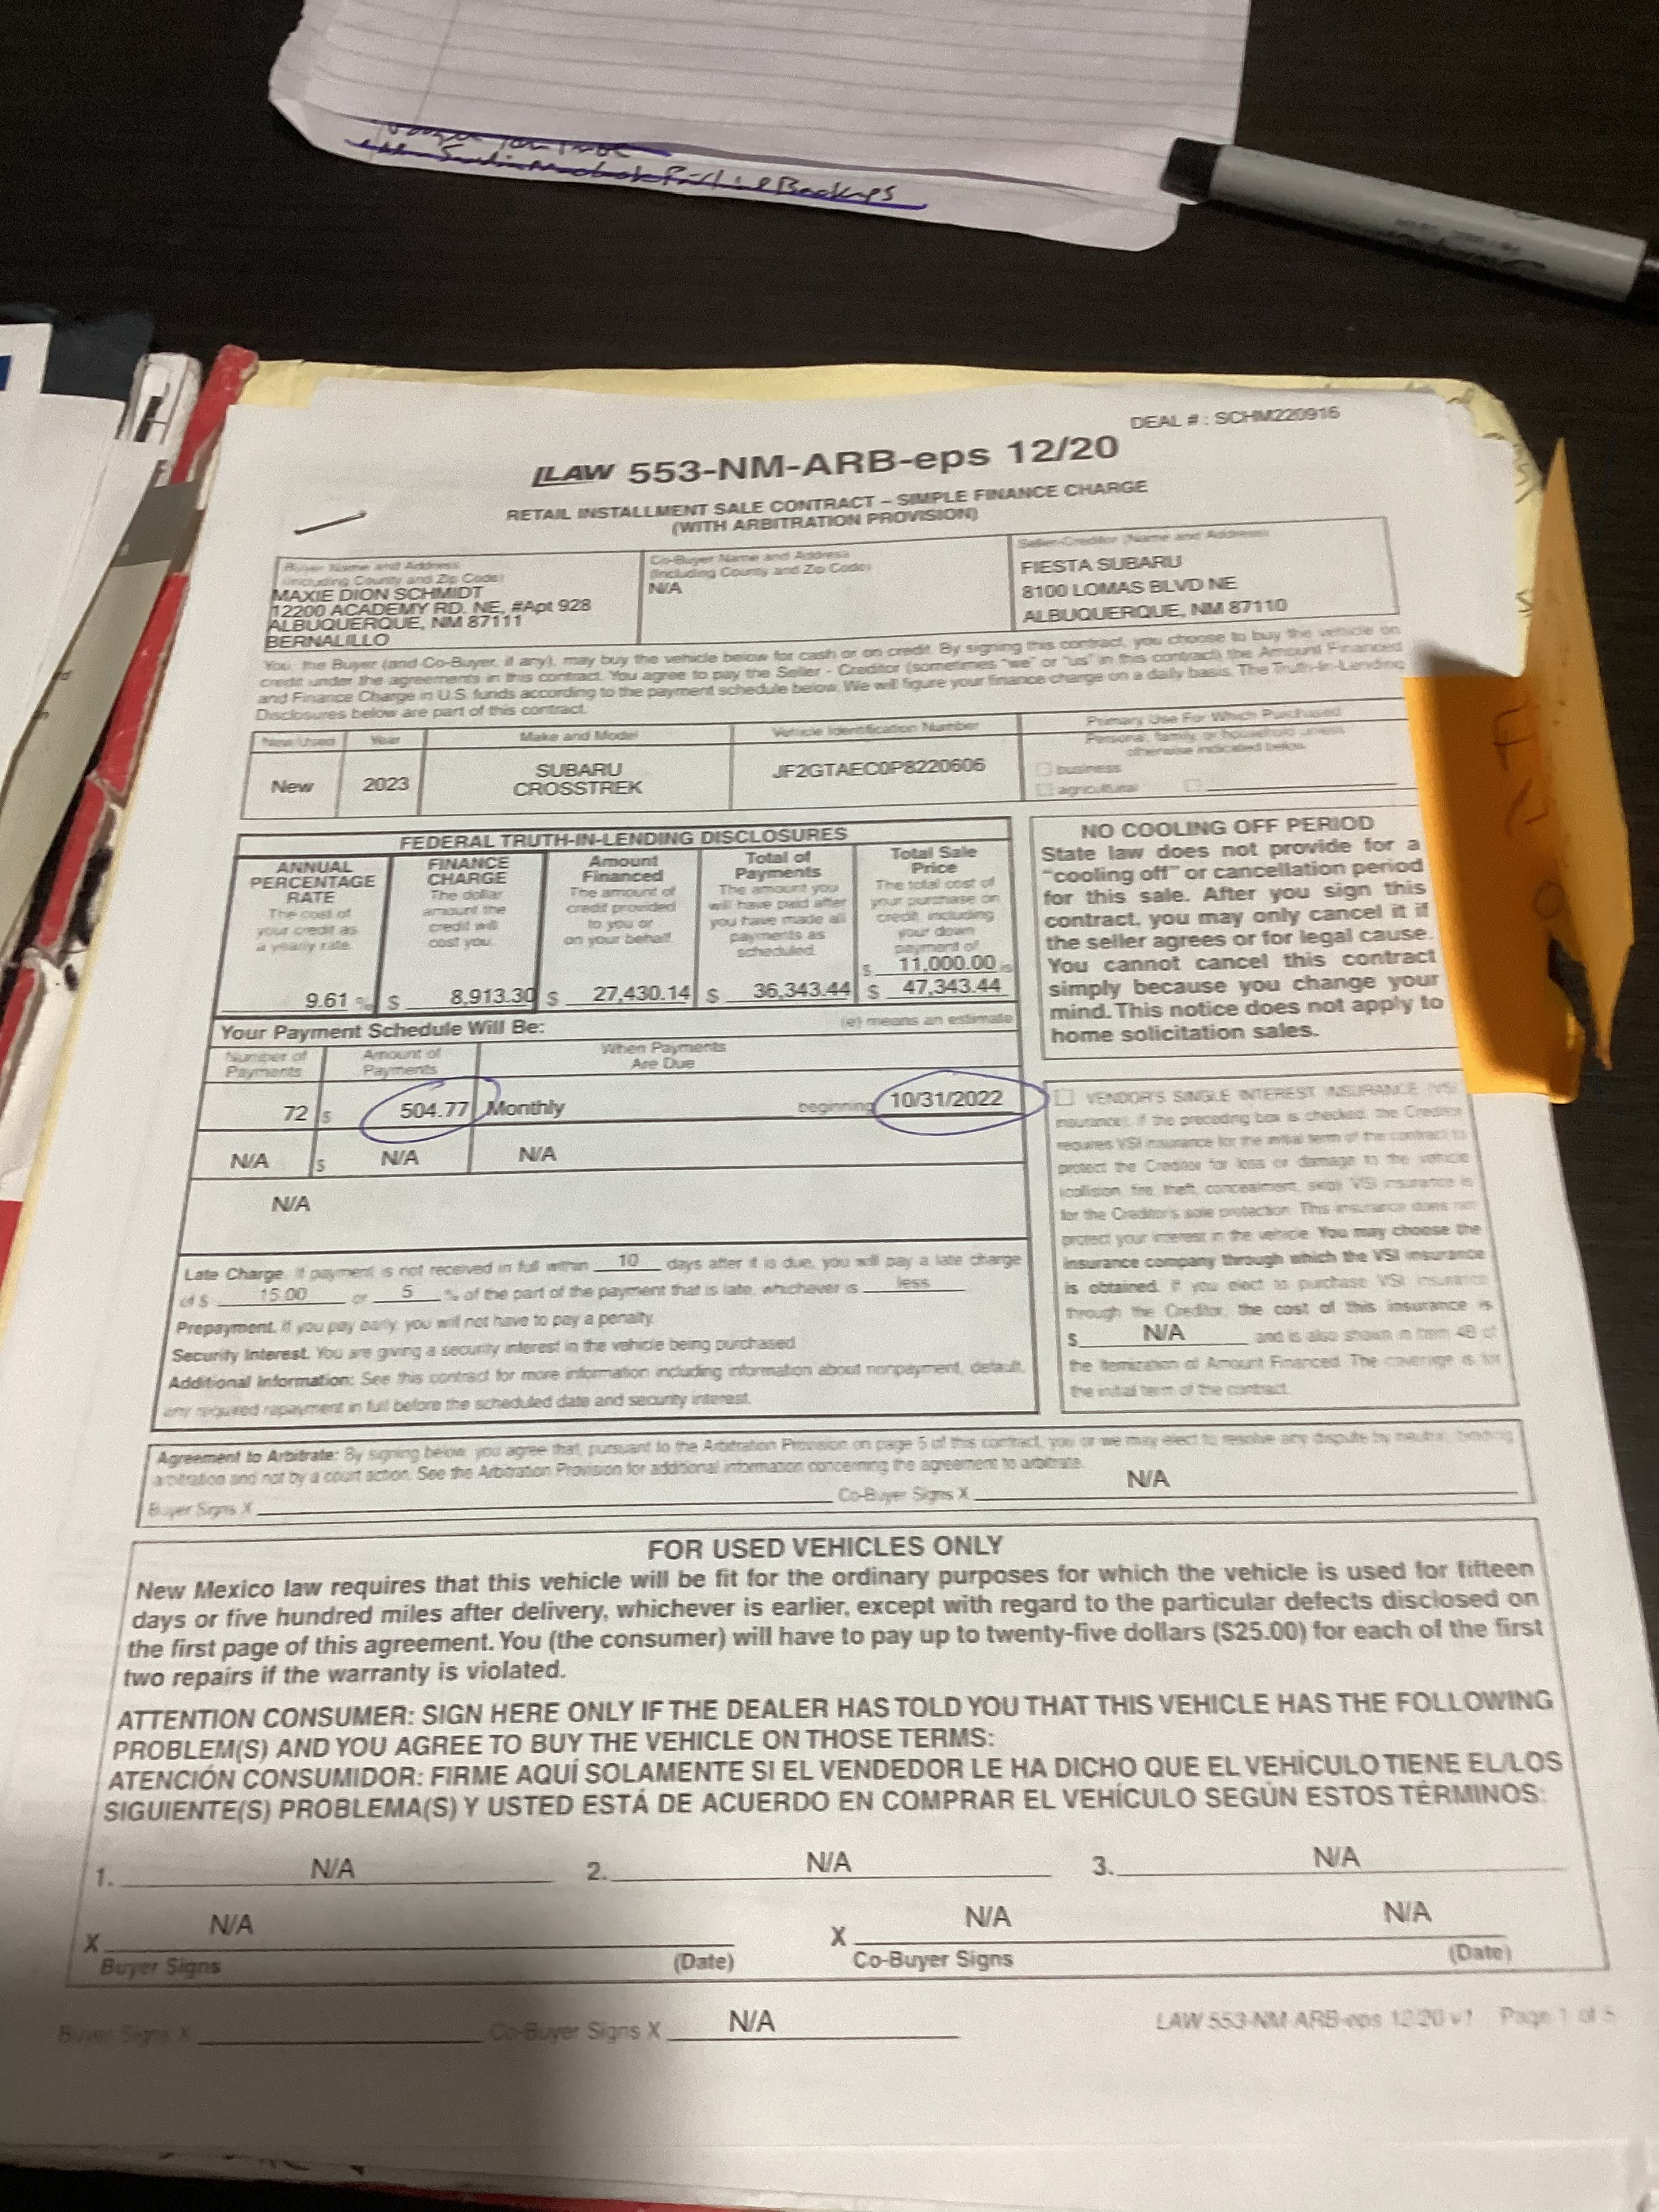 Backups
DEAL # : SCHM220916
LAW 553-NM-ARB-eps 12/20
RETAIL INSTALLMENT SALE CONTRACT – SIMPLE FINANCE CHARGE
(WITH ARBITRATION PROVISION)
Buyer Name and Address
(Including County and Zip Code)
MAXIE DION SCHMIDT
12200 ACADEMY RD. NE, #Apt 928
ALBUQUERQUE, NM 87111
BERNALILLO
Co-Buyer Name and Address
(Including County and Zip Code)
N/A
Seller-Creditor (Name and Address)
FIESTA SUBARU
8100 LOMAS BLVD NE
ALBUQUERQUE, NM 87110
You, the Buyer (and Co-Buyer, if any), may buy the vehicle below for cash or on credit. By signing this contract, you choose to buy the vehicle on
credit under the agreements in this contract. You agree to pay the Seller - Creditor (sometimes "we" or "us" in this contract) the Amount Financed
and Finance Charge in U.S. funds according to the payment schedule below. We will figure your finance charge on a daily basis. The Truth-In-Lending
Disclosures below are part of this contract.
New/Used
Year
Make and Model
Vehicle Identification Number
Primary Use For Which Purchased
New
2023
SUBARU
CROSSTREK
JF2GTAEC0P8220606
Personal, family, or household unless
otherwise indicated below
business
agricultural
FEDERAL TRUTH-IN-LENDING DISCLOSURES
ANNUAL
PERCENTAGE
RATE
The cost of
your credit as
a yearly rate.
9.61 %
FINANCE
CHARGE
The dollar
amount the
credit will
cost you.
$ 8,913.30
Amount
Financed
The amount of
credit provided
to you or
on your behalf.
$ 27,430.14
Total of
Payments
The amount you
will have paid after
you have made all
payments as
scheduled.
$ 36,343.44
Total Sale
Price
The total cost of
your purchase on
credit, including
your down
payment of
$ 11,000.00 is
$ 47,343.44
Your Payment Schedule Will Be:
(e) means an estimate
Number of
Payments
Amount of
Payments
When Payments
Are Due
72 $ 504.77 Monthly beginning 10/31/2022
N/A $ N/A N/A
N/A
Late Charge. If payment is not received in full within 10 days after it is due, you will pay a late charge
of $ 15.00 or 5 % of the part of the payment that is late, whichever is less
Prepayment. If you pay early, you will not have to pay a penalty.
Security Interest. You are giving a security interest in the vehicle being purchased.
Additional Information: See this contract for more information including information about nonpayment, default,
any required repayment in full before the scheduled date and security interest.
NO COOLING OFF PERIOD
State law does not provide for a
"cooling off" or cancellation period
for this sale. After you sign this
contract, you may only cancel it if
the seller agrees or for legal cause.
You cannot cancel this contract
simply because you change your
mind. This notice does not apply to
home solicitation sales.
VENDOR'S SINGLE INTEREST INSURANCE (VSI
insurance): If the preceding box is checked, the Creditor
requires VSI insurance for the initial term of the contract to
protect the Creditor for loss or damage to the vehicle
(collision, fire, theft, concealment, skip). VSI insurance is
for the Creditor's sole protection. This insurance does not
protect your interest in the vehicle. You may choose the
insurance company through which the VSI insurance
is obtained. If you elect to purchase VSI insurance
through the Creditor, the cost of this insurance is
$ N/A and is also shown in Item 4B of
the Itemization of Amount Financed. The coverage is for
the initial term of the contract.
Agreement to Arbitrate: By signing below, you agree that, pursuant to the Arbitration Provision on page 5 of this contract, you or we may elect to resolve any dispute by neutral, binding
arbitration and not by a court action. See the Arbitration Provision for additional information concerning the agreement to arbitrate.
Buyer Signs X Co-Buyer Signs X N/A
FOR USED VEHICLES ONLY
New Mexico law requires that this vehicle will be fit for the ordinary purposes for which the vehicle is used for fifteen
days or five hundred miles after delivery, whichever is earlier, except with regard to the particular defects disclosed on
the first page of this agreement. You (the consumer) will have to pay up to twenty-five dollars ($25.00) for each of the first
two repairs if the warranty is violated.
ATTENTION CONSUMER: SIGN HERE ONLY IF THE DEALER HAS TOLD YOU THAT THIS VEHICLE HAS THE FOLLOWING
PROBLEM(S) AND YOU AGREE TO BUY THE VEHICLE ON THOSE TERMS:
ATENCIÓN CONSUMIDOR: FIRME AQUÍ SOLAMENTE SI EL VENDEDOR LE HA DICHO QUE EL VEHÍCULO TIENE EL/LOS
SIGUIENTE(S) PROBLEMA(S) Y USTED ESTÁ DE ACUERDO EN COMPRAR EL VEHÍCULO SEGÚN ESTOS TÉRMINOS:
1. N/A 2. N/A 3. N/A
X N/A X N/A N/A
Buyer Signs (Date) Co-Buyer Signs (Date)
Buyer Signs X Co-Buyer Signs X N/A LAW 553-NM-ARB-eps 12/20 v1 Page 1 of 5